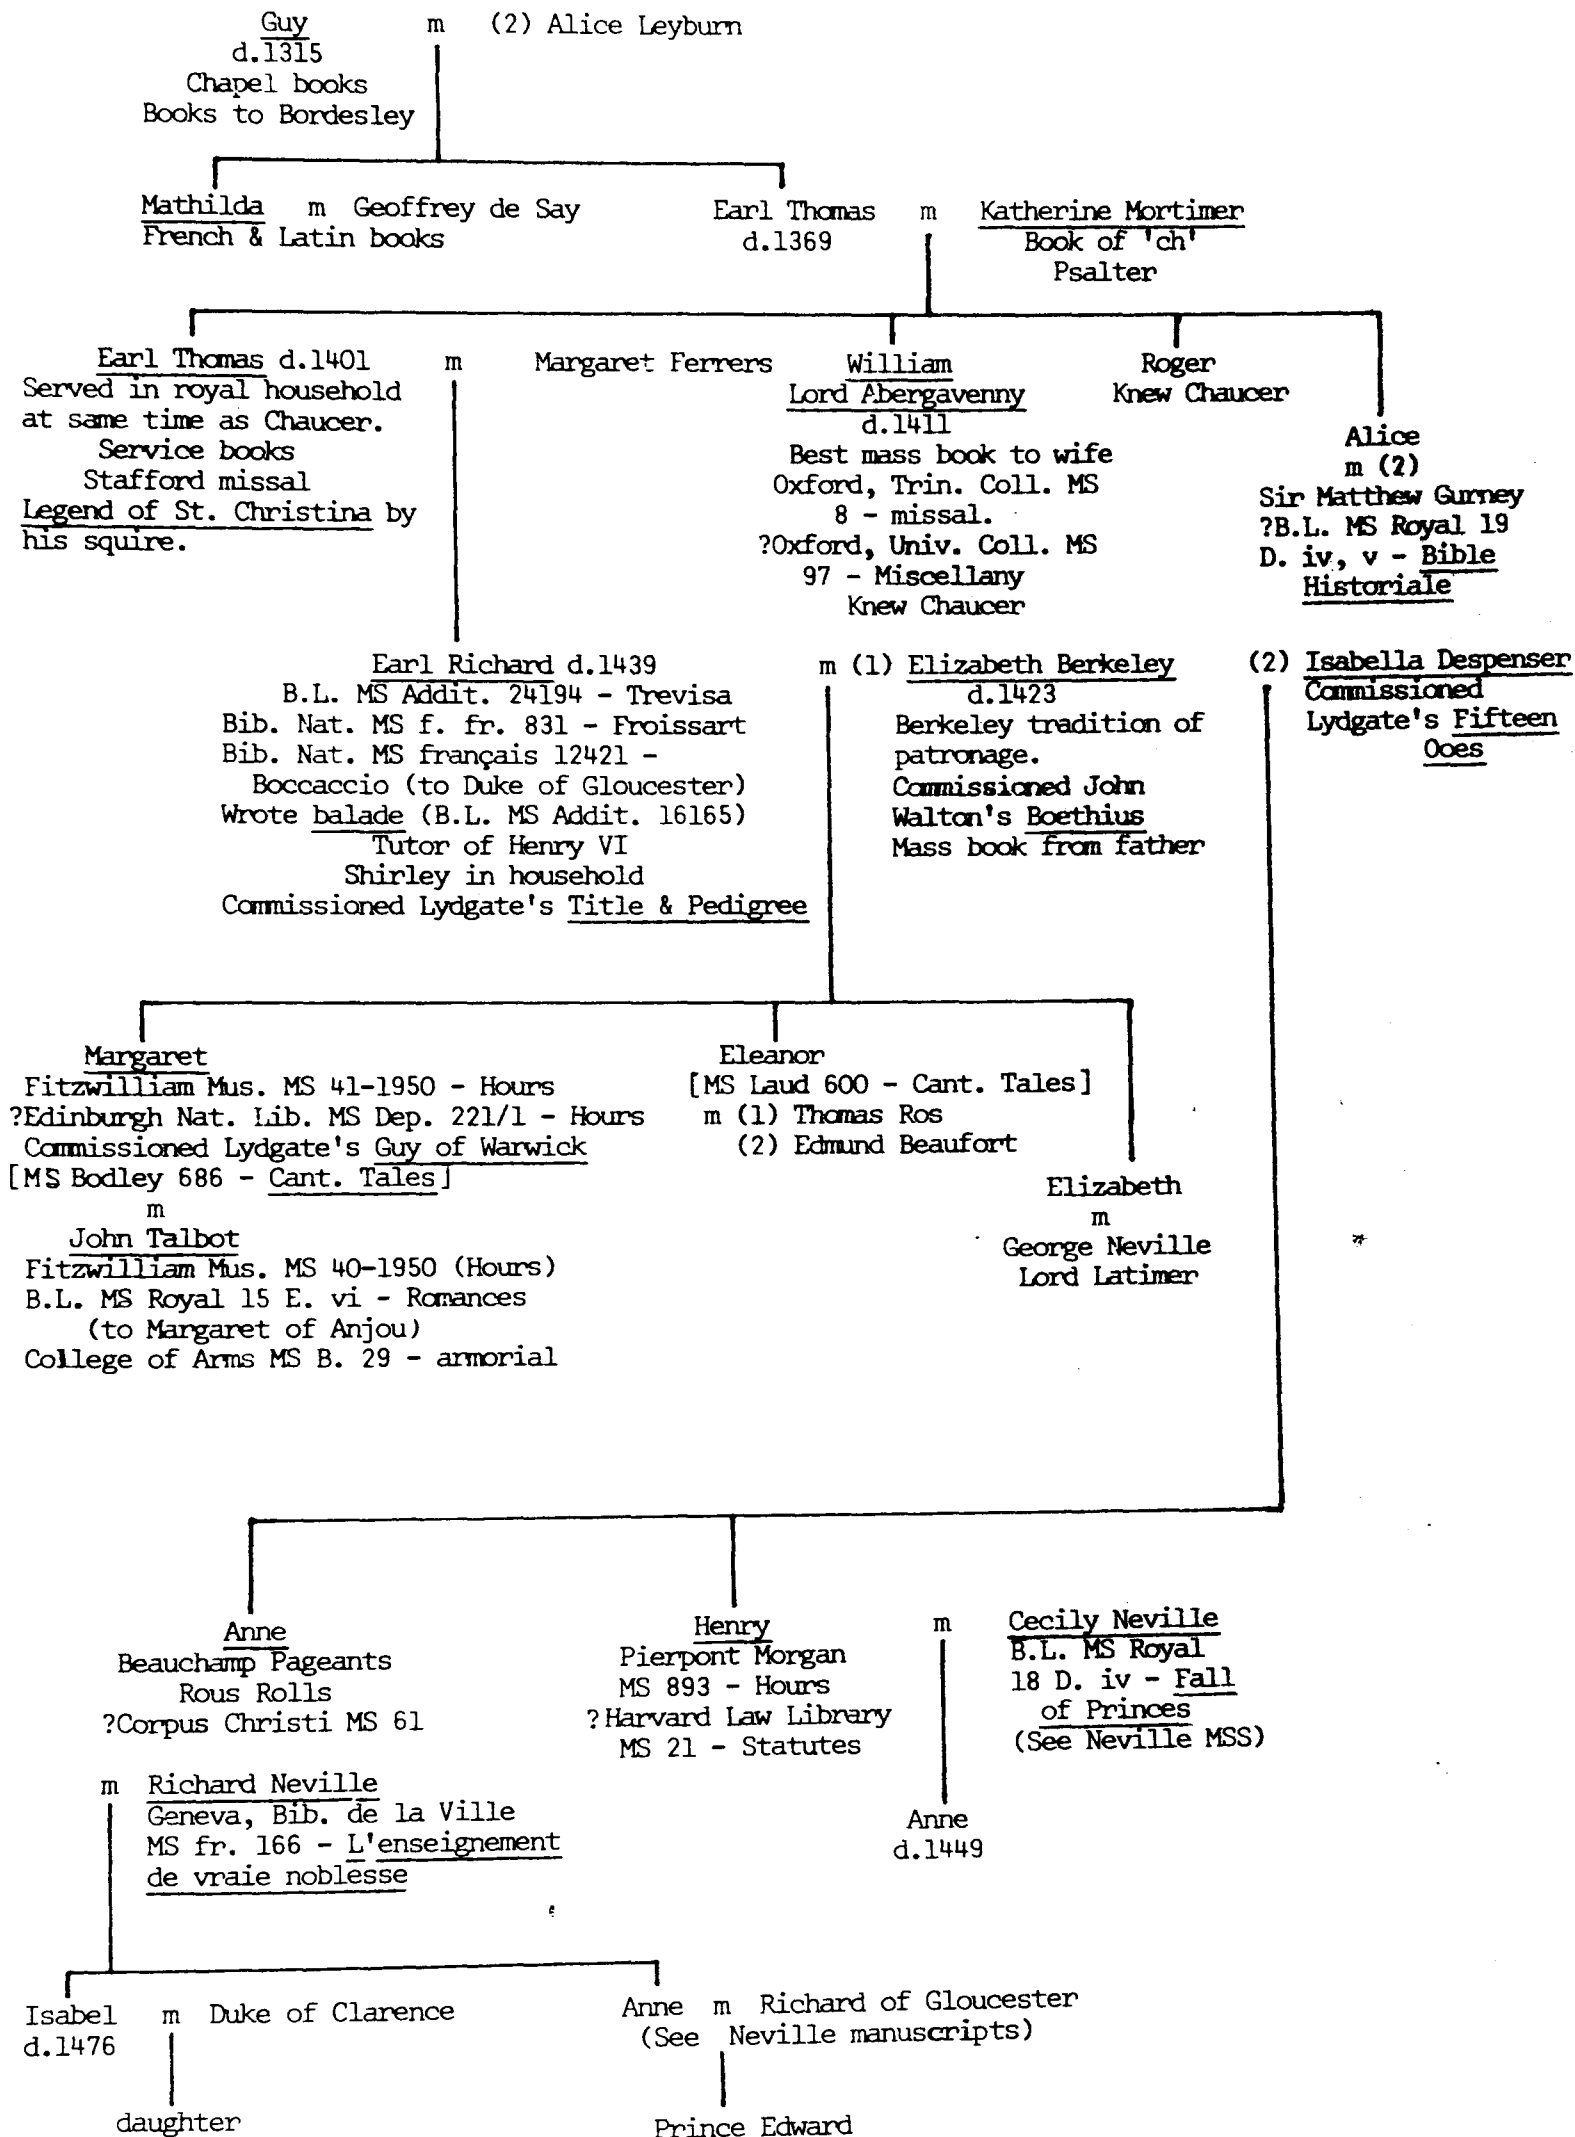 Guy m (2) Alice Leyburn
d.1315
Chapel books
Books to Bordesley
Mathilda m Geoffrey de Say
French & Latin books
Earl Thomas m Katherine Mortimer
d.1369
Book of 'ch'
Psalter
Earl Thomas d.1401 m Margaret Ferrers
Served in royal household
at same time as Chaucer.
Service books
Stafford missal
Legend of St. Christina by
his squire.
William
Lord Abergavenny
d.1411
Best mass book to wife
Oxford, Trin. Coll. MS
8 - missal.
?Oxford, Univ. Coll. MS
97 - Miscellany
Knew Chaucer
Roger
Knew Chaucer
Alice
m (2)
Sir Matthew Gurney
?B.L. MS Royal 19
D. iv, v - Bible
Historiale
Earl Richard d.1439
B.L. MS Addit. 24194 - Trevisa
Bib. Nat. MS f. fr. 831 - Froissart
Bib. Nat. MS français 12421 -
Boccaccio (to Duke of Gloucester)
Wrote balade (B.L. MS Addit. 16165)
Tutor of Henry VI
Shirley in household
Commissioned Lydgate's Title & Pedigree
m (1) Elizabeth Berkeley
d.1423
Berkeley tradition of
patronage.
Commissioned John
Walton's Boethius
Mass book from father
(2) Isabella Despenser
Commissioned
Lydgate's Fifteen
Ooes
Margaret
Fitzwilliam Mus. MS 41-1950 - Hours
?Edinburgh Nat. Lib. MS Dep. 221/1 - Hours
Commissioned Lydgate's Guy of Warwick
[MS Bodley 686 - Cant. Tales]
m
John Talbot
Fitzwilliam Mus. MS 40-1950 (Hours)
B.L. MS Royal 15 E. vi - Romances
(to Margaret of Anjou)
College of Arms MS B. 29 - armorial
Eleanor
[MS Laud 600 - Cant. Tales]
m (1) Thomas Ros
(2) Edmund Beaufort
Elizabeth
m
George Neville
Lord Latimer
Anne
Beauchamp Pageants
Rous Rolls
?Corpus Christi MS 61
m Richard Neville
Geneva, Bib. de la Ville
MS fr. 166 - L'enseignement
de vraie noblesse
Henry m Cecily Neville
Pierpont Morgan
MS 893 - Hours
?Harvard Law Library
MS 21 - Statutes
B.L. MS Royal
18 D. iv - Fall
of Princes
(See Neville MSS)
Anne
d.1449
Isabel m Duke of Clarence
d.1476
daughter
Anne m Richard of Gloucester
(See Neville manuscripts)
Prince Edward